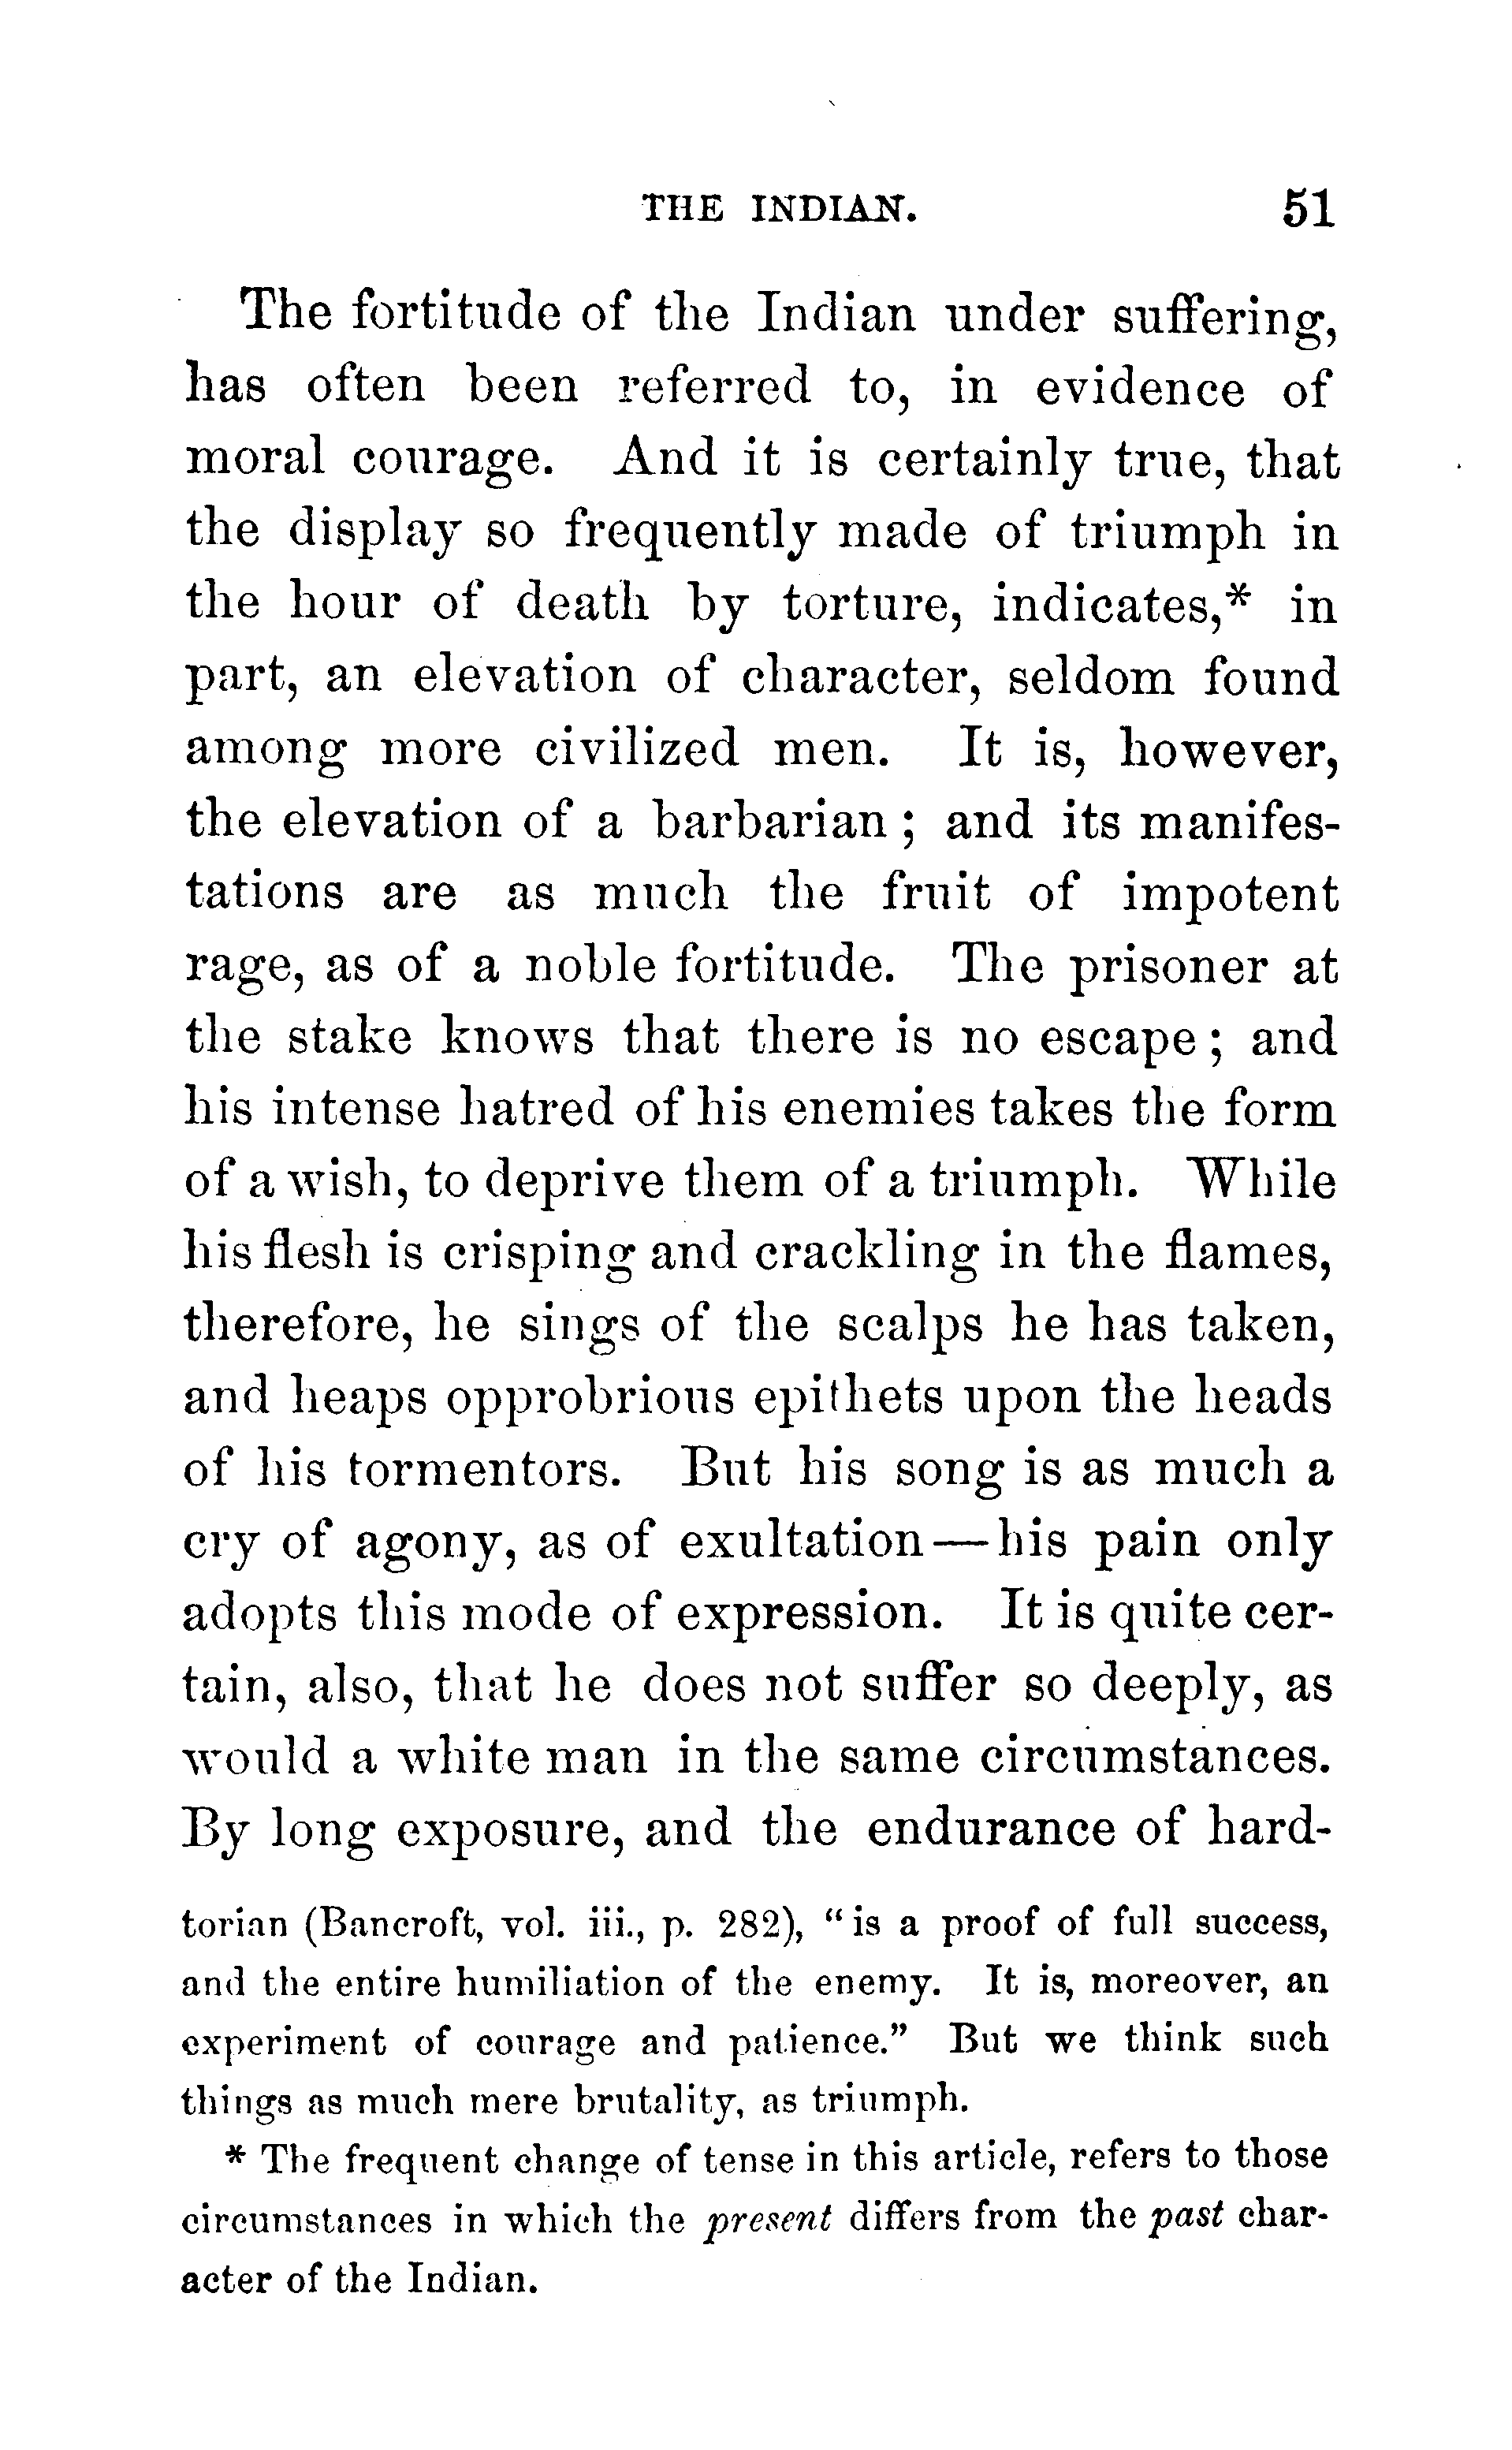 THE INDIAN. 51
The fortitude of the Indian under suffering,
has often been referred to, in evidence of
moral courage. And it is certainly true, that
the display so frequently made of triumph in
the hour of death by torture, indicates,* in
part, an elevation of character, seldom found
among more civilized men. It is, however,
the elevation of a barbarian; and its manifes-
tations are as much the fruit of impotent
rage, as of a noble fortitude. The prisoner at
the stake knows that there is no escape; and
his intense hatred of his enemies takes the form
of a wish, to deprive them of a triumph. While
his flesh is crisping and crackling in the flames,
therefore, he sings of the scalps he has taken,
and heaps opprobrious epithets upon the heads
of his tormentors. But his song is as much a
cry of agony, as of exultation—his pain only
adopts this mode of expression. It is quite cer-
tain, also, that he does not suffer so deeply, as
would a white man in the same circumstances.
By long exposure, and the endurance of hard-
torian (Bancroft, vol. iii., p. 282), "is a proof of full success,
and the entire humiliation of the enemy. It is, moreover, an
experiment of courage and patience." But we think such
things as much mere brutality, as triumph.
* The frequent change of tense in this article, refers to those
circumstances in which the present differs from the past char-
acter of the Indian.